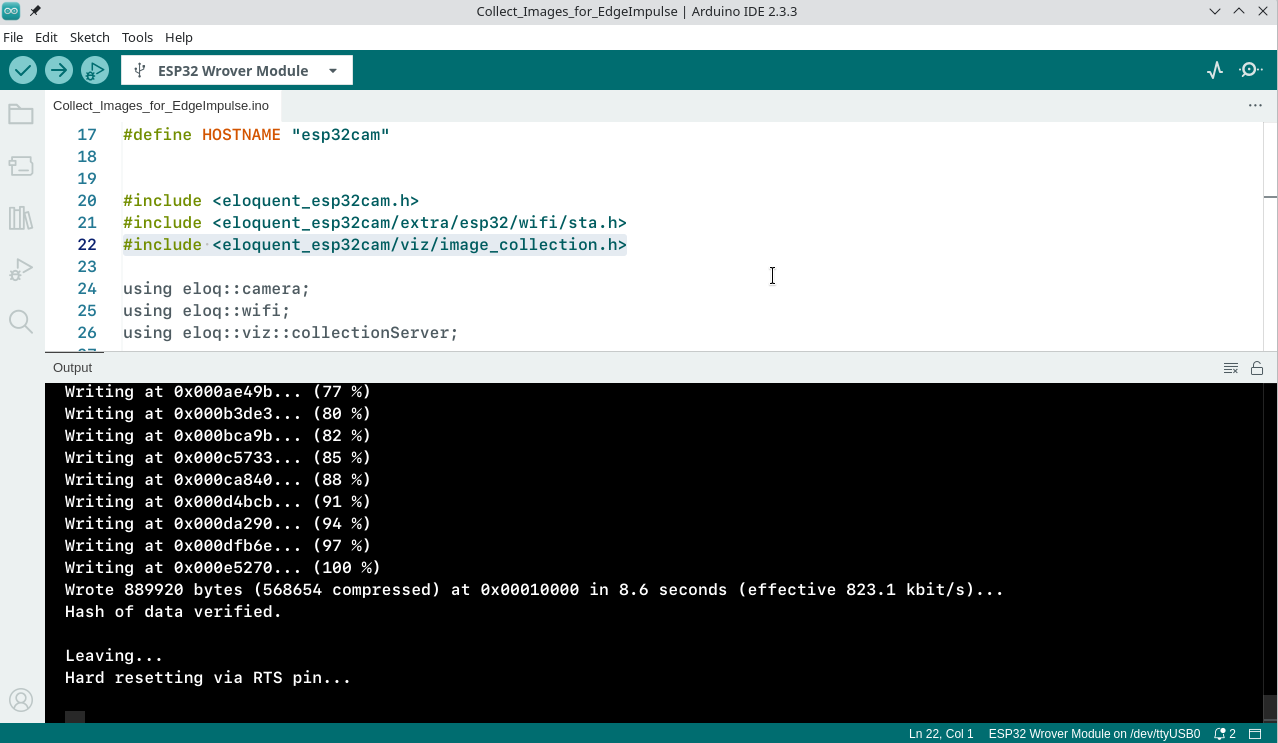 Collect_Images_for_EdgeImpulse | Arduino IDE 2.3.3
File Edit Sketch Tools Help
ESP32 Wrover Module
Collect_Images_for_EdgeImpulse.ino
17 #define HOSTNAME "esp32cam"
18
19
20 #include <eloquent_esp32cam.h>
21 #include <eloquent_esp32cam/extra/esp32/wifi/sta.h>
22 #include <eloquent_esp32cam/viz/image_collection.h>
23
24 using eloq::camera;
25 using eloq::wifi;
26 using eloq::viz::collectionServer;
Output
Writing at 0x000ae49b... (77 %)
Writing at 0x000b3de3... (80 %)
Writing at 0x000bca9b... (82 %)
Writing at 0x000c5733... (85 %)
Writing at 0x000ca840... (88 %)
Writing at 0x000d4bcb... (91 %)
Writing at 0x000da290... (94 %)
Writing at 0x000dfb6e... (97 %)
Writing at 0x000e5270... (100 %)
Wrote 889920 bytes (568654 compressed) at 0x00010000 in 8.6 seconds (effective 823.1 kbit/s)...
Hash of data verified.
Leaving...
Hard resetting via RTS pin...
Ln 22, Col 1 ESP32 Wrover Module on /dev/ttyUSB0 2